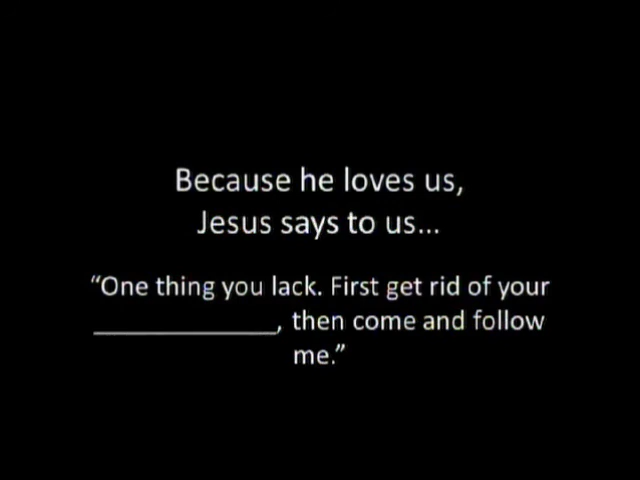 Because he loves us,
Jesus says to us...
“One thing you lack. First get rid of your
______________, then come and follow
me.”